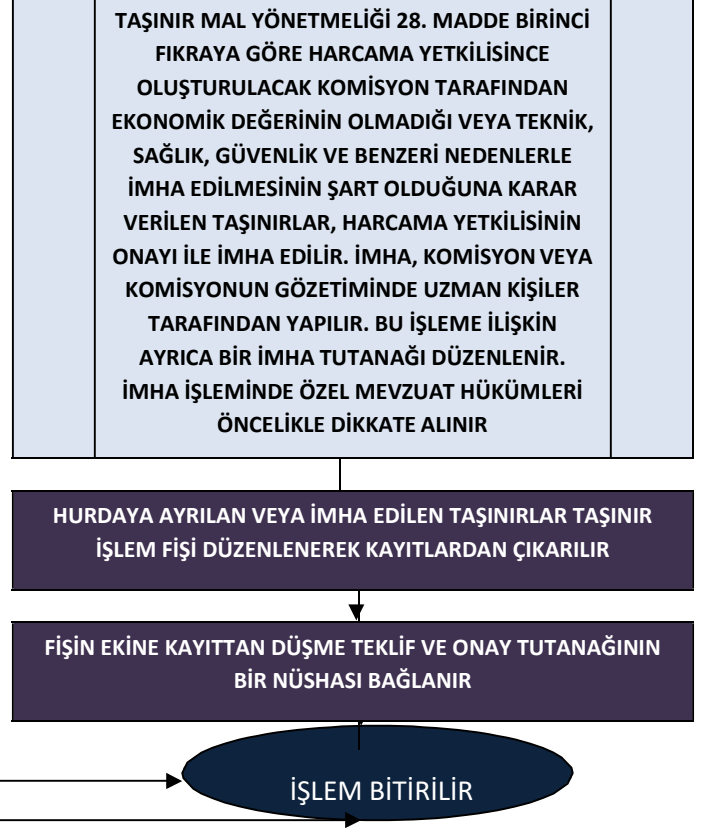 TAŞINIR MAL YÖNETMELİĞİ 28. MADDE BİRİNCİ
FIKRAYA GÖRE HARCAMA YETKİLİSİNCE
OLUŞTURULACAK KOMİSYON TARAFINDAN
EKONOMİK DEĞERİNİN OLMADIĞI VEYA TEKNİK,
SAĞLIK, GÜVENLİK VE BENZERİ NEDENLERLE
İMHA EDİLMESİNİN ŞART OLDUĞUNA KARAR
VERİLEN TAŞINIRLAR, HARCAMA YETKİLİSİNİN
ONAYI İLE İMHA EDİLİR. İMHA, KOMİSYON VEYA
KOMİSYONUN GÖZETİMİNDE UZMAN KİŞİLER
TARAFINDAN YAPILIR. BU İŞLEME İLİŞKİN
AYRICA BİR İMHA TUTANAĞI DÜZENLENİR.
İMHA İŞLEMİNDE ÖZEL MEVZUAT HÜKÜMLERİ
ÖNCELİKLE DİKKATE ALINIR
HURDAYA AYRILAN VEYA İMHA EDİLEN TAŞINIRLAR TAŞINIR
İŞLEM FİŞİ DÜZENLENEREK KAYITLARDAN ÇIKARILIR
FİŞİN EKİNE KAYITTAN DÜŞME TEKLİF VE ONAY TUTANAĞININ
BİR NÜSHASI BAĞLANIR
İŞLEM BİTİRİLİR